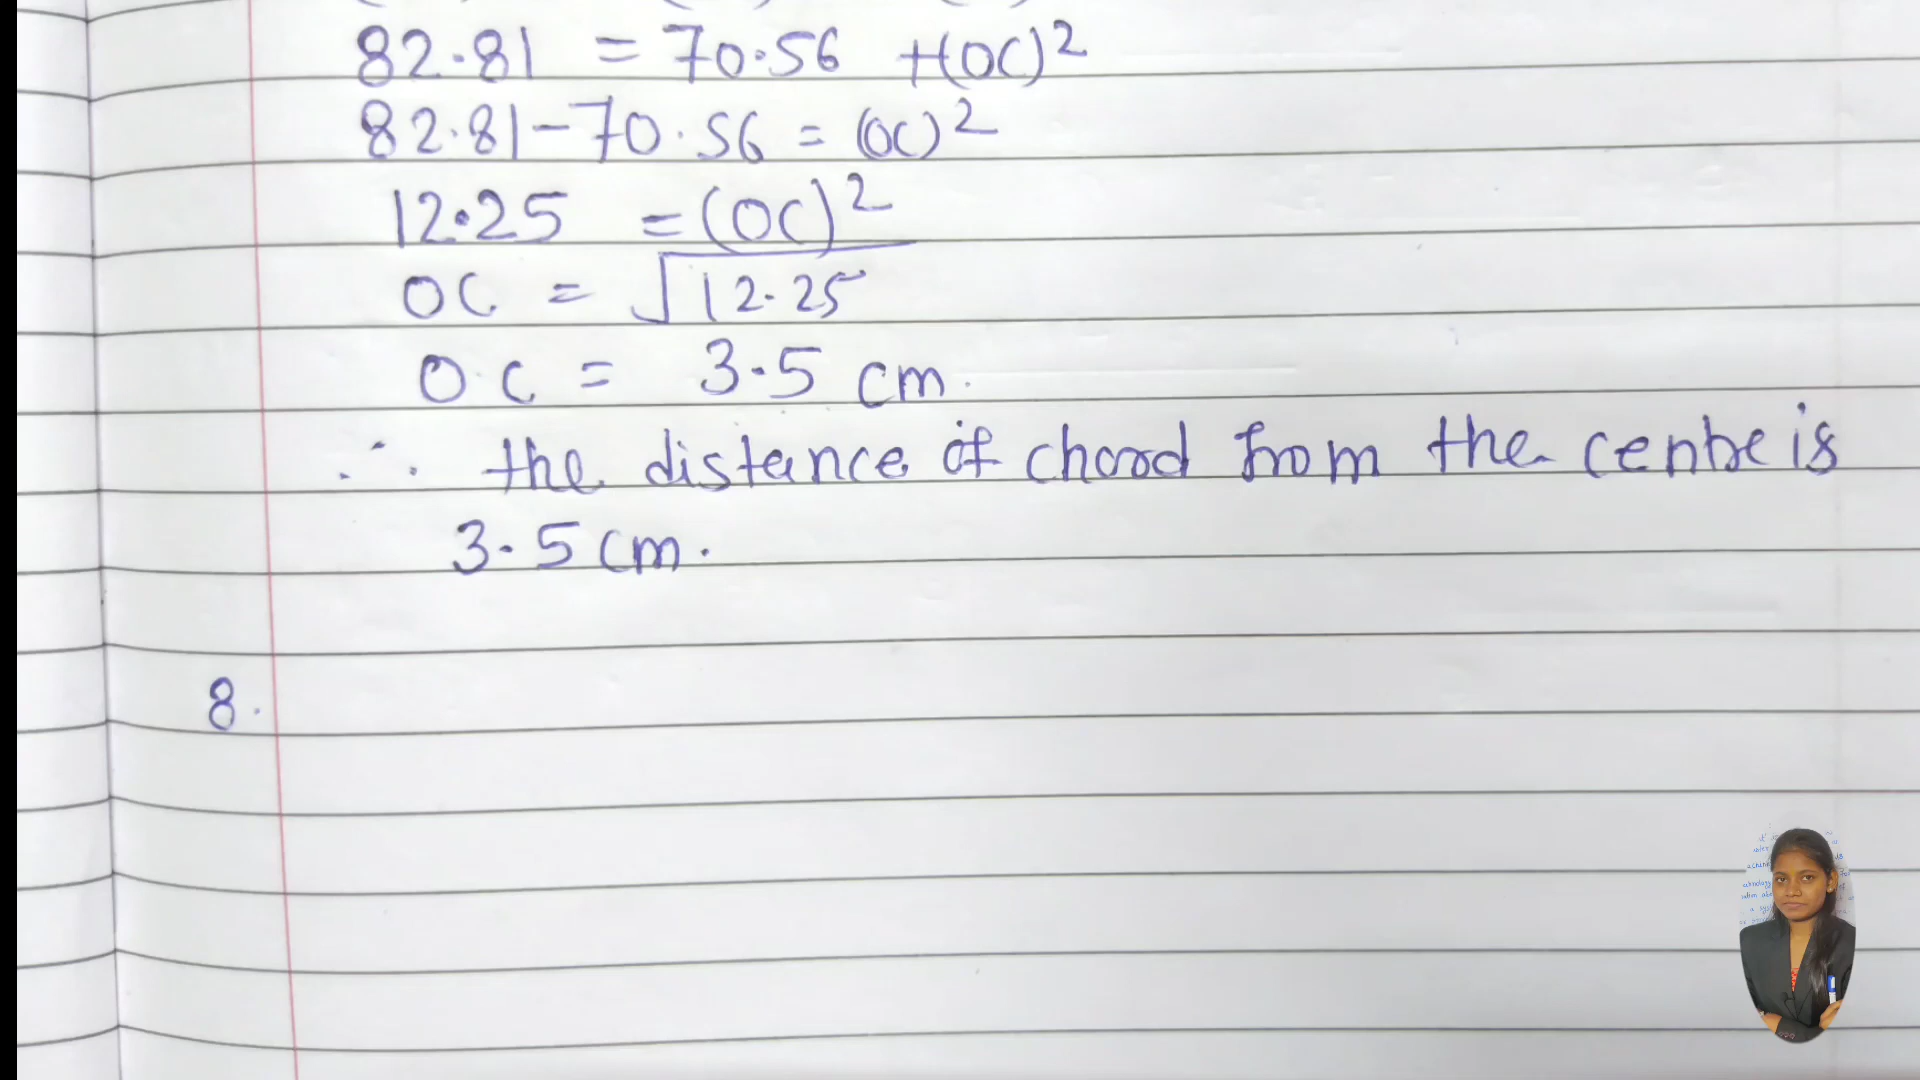 82.81 = 70.56 +(OC)²
82.81-70.56 = (OC)²
12.25 = (OC)²
OC = √12.25
OC = 3.5 cm.
∴ the distance of chord from the centre is
3.5 cm.
8.